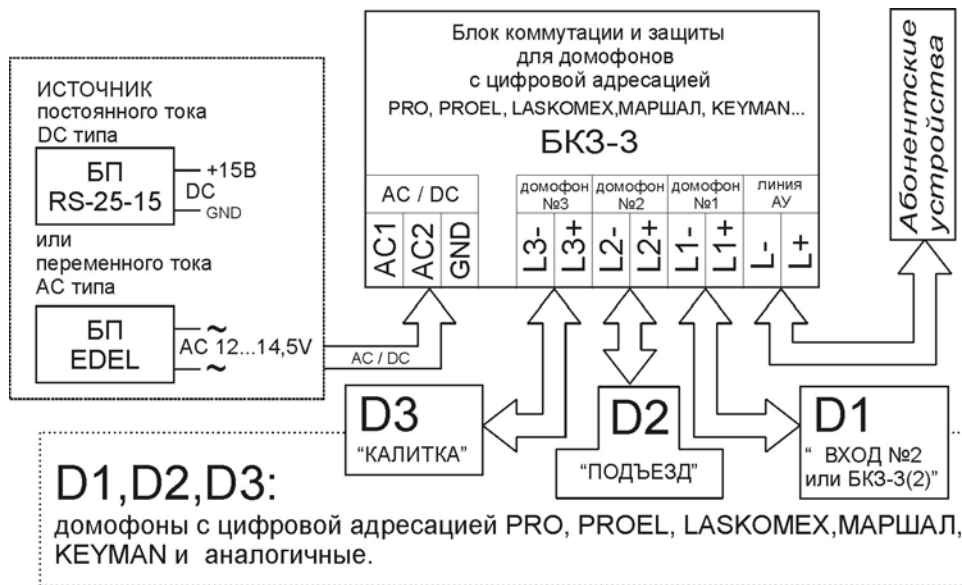 Блок коммутации и защиты
для домофонов
с цифровой адресацией
PRO, PROEL, LASKOMEX,МАРШАЛ, KEYMAN...
БКЗ-3
ИСТОЧНИК
постоянного тока
DC типа
БП
RS-25-15
+15В
DC
GND
или
переменного тока
АС типа
БП
EDEL
~
AC 12...14,5V
~
AC / DC
AC / DC
AC1
AC2
GND
домофон №3
L3-
L3+
домофон №2
L2-
L2+
домофон №1
L1-
L1+
линия АУ
L-
L+
Абонентские
устройства
D3
“КАЛИТКА”
D2
“ПОДЪЕЗД”
D1
“ ВХОД №2
или БКЗ-3(2)”
D1,D2,D3:
домофоны с цифровой адресацией PRO, PROEL, LASKOMEX,МАРШАЛ,
KEYMAN и аналогичные.